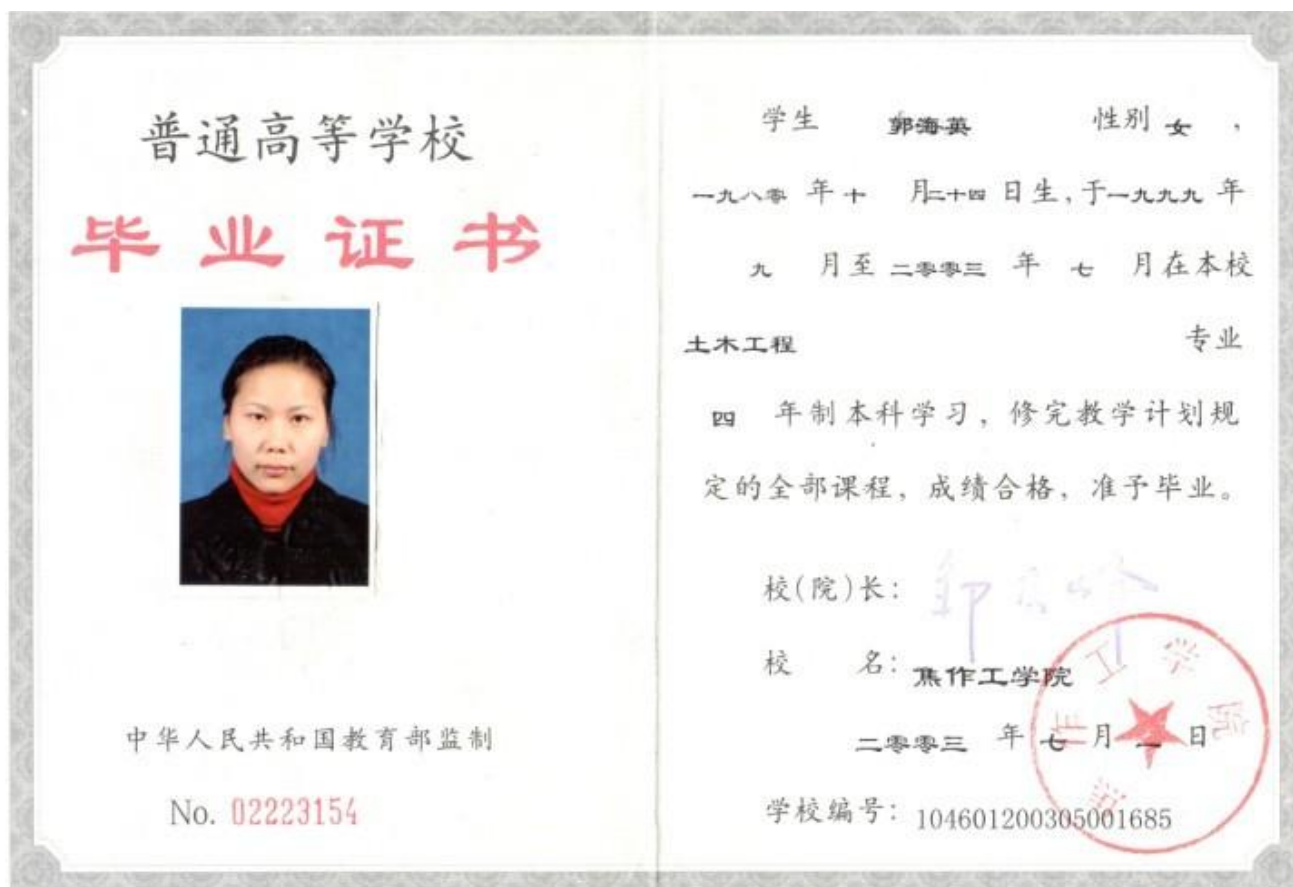 普通高等学校
毕业证书
中华人民共和国教育部监制
No. 02223154
学生 郭海英 性别 女 ,
一九八零 年 十 月二十四日生,于一九九九 年
九 月至 二零零三 年 七 月在本校
土木工程 专业
四 年制本科学习，修完教学计划规
定的全部课程，成绩合格，准予毕业。
校(院)长:
校 名: 焦作工学院
二零零三 年 七 月 日
学校编号: 104601200305001685
焦作工学院